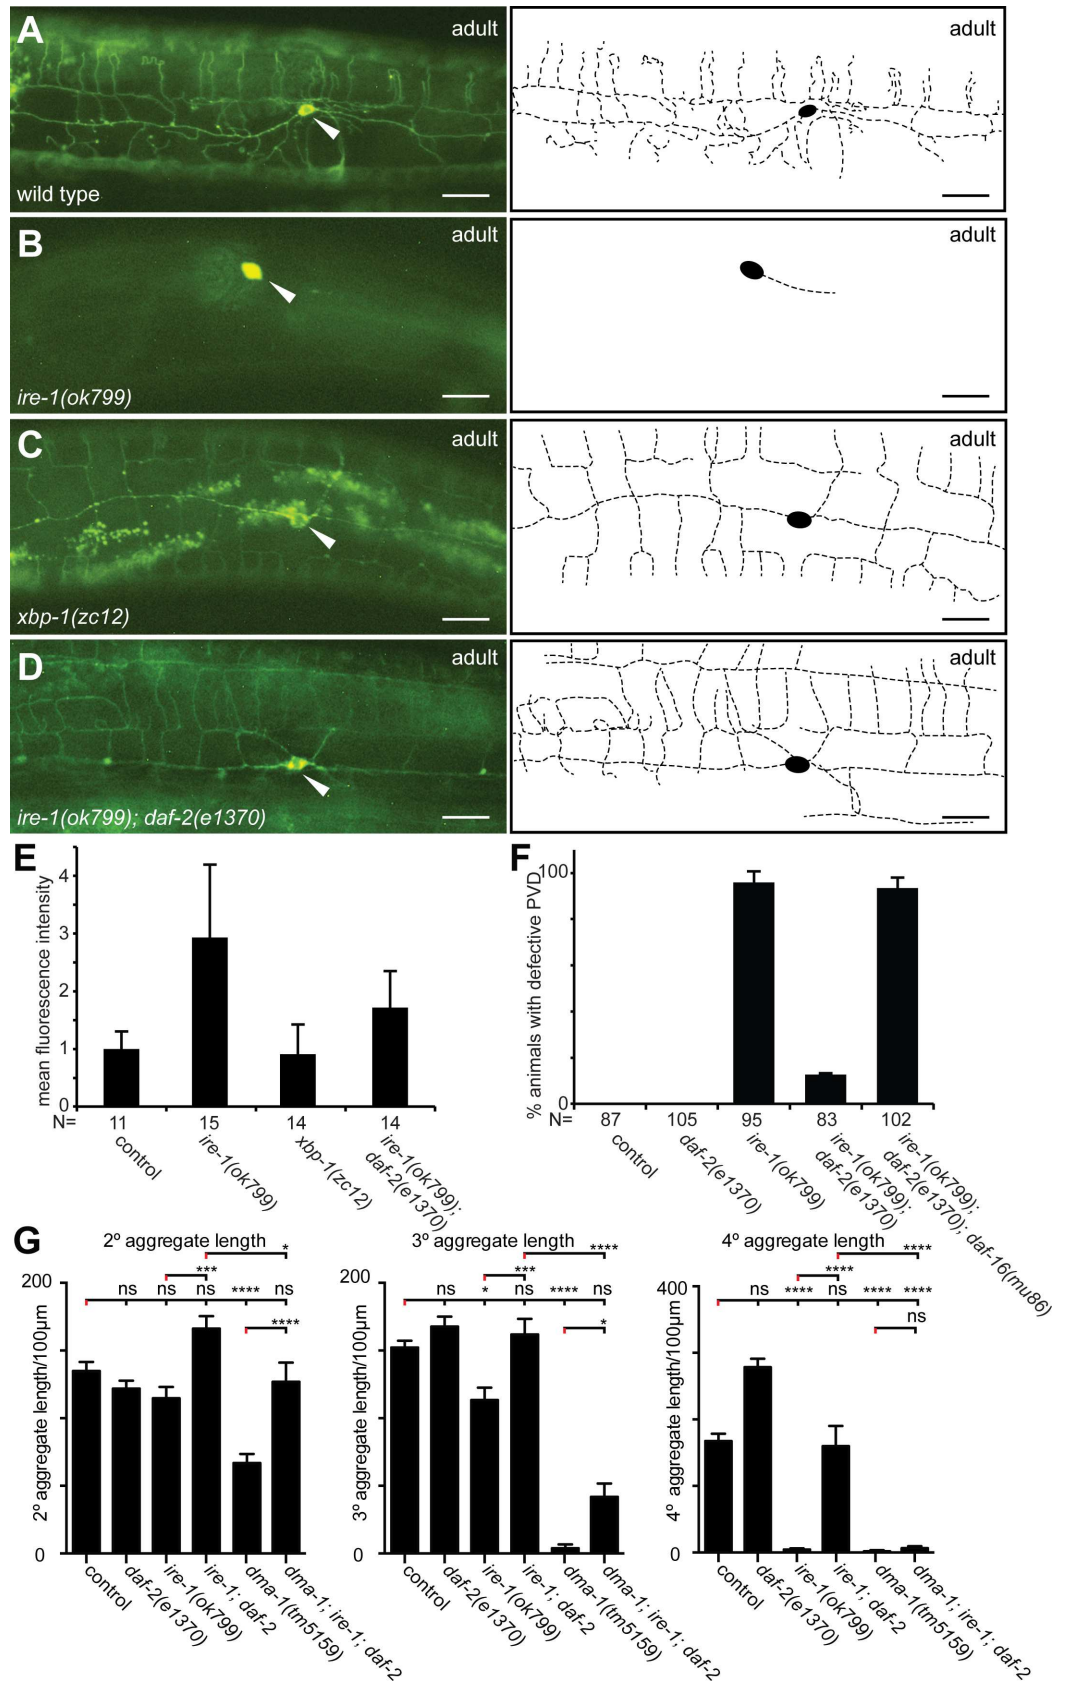 A
adult
adult
wild type
B
adult
adult
ire-1(ok799)
C
adult
adult
xbp-1(zc12)
D
adult
adult
ire-1(ok799); daf-2(e1370)
E
mean fluorescence intensity
4
3
2
1
0
N=
11
15
14
14
control
ire-1(ok799)
xbp-1(zc12)
ire-1(ok799);
daf-2(e1370)
F
% animals with defective PVD
100
0
N=
87
105
95
83
102
control
daf-2(e1370)
ire-1(ok799)
ire-1(ok799);
daf-2(e1370)
ire-1(ok799);
daf-2(e1370); daf-16(mu86)
G
2º aggregate length
*
***
ns ns ns **** ns
****
200
0
2º aggregate length/100µm
control
daf-2(e1370)
ire-1(ok799)
ire-1; daf-2
dma-1(tm5159)
dma-1; ire-1; daf-2
3º aggregate length
****
***
ns * ns **** ns
*
200
0
3º aggregate length/100µm
control
daf-2(e1370)
ire-1(ok799)
ire-1; daf-2
dma-1(tm5159)
dma-1; ire-1; daf-2
4º aggregate length
****
****
ns **** ns **** ****
ns
400
0
4º aggregate length/100µm
control
daf-2(e1370)
ire-1(ok799)
ire-1; daf-2
dma-1(tm5159)
dma-1; ire-1; daf-2